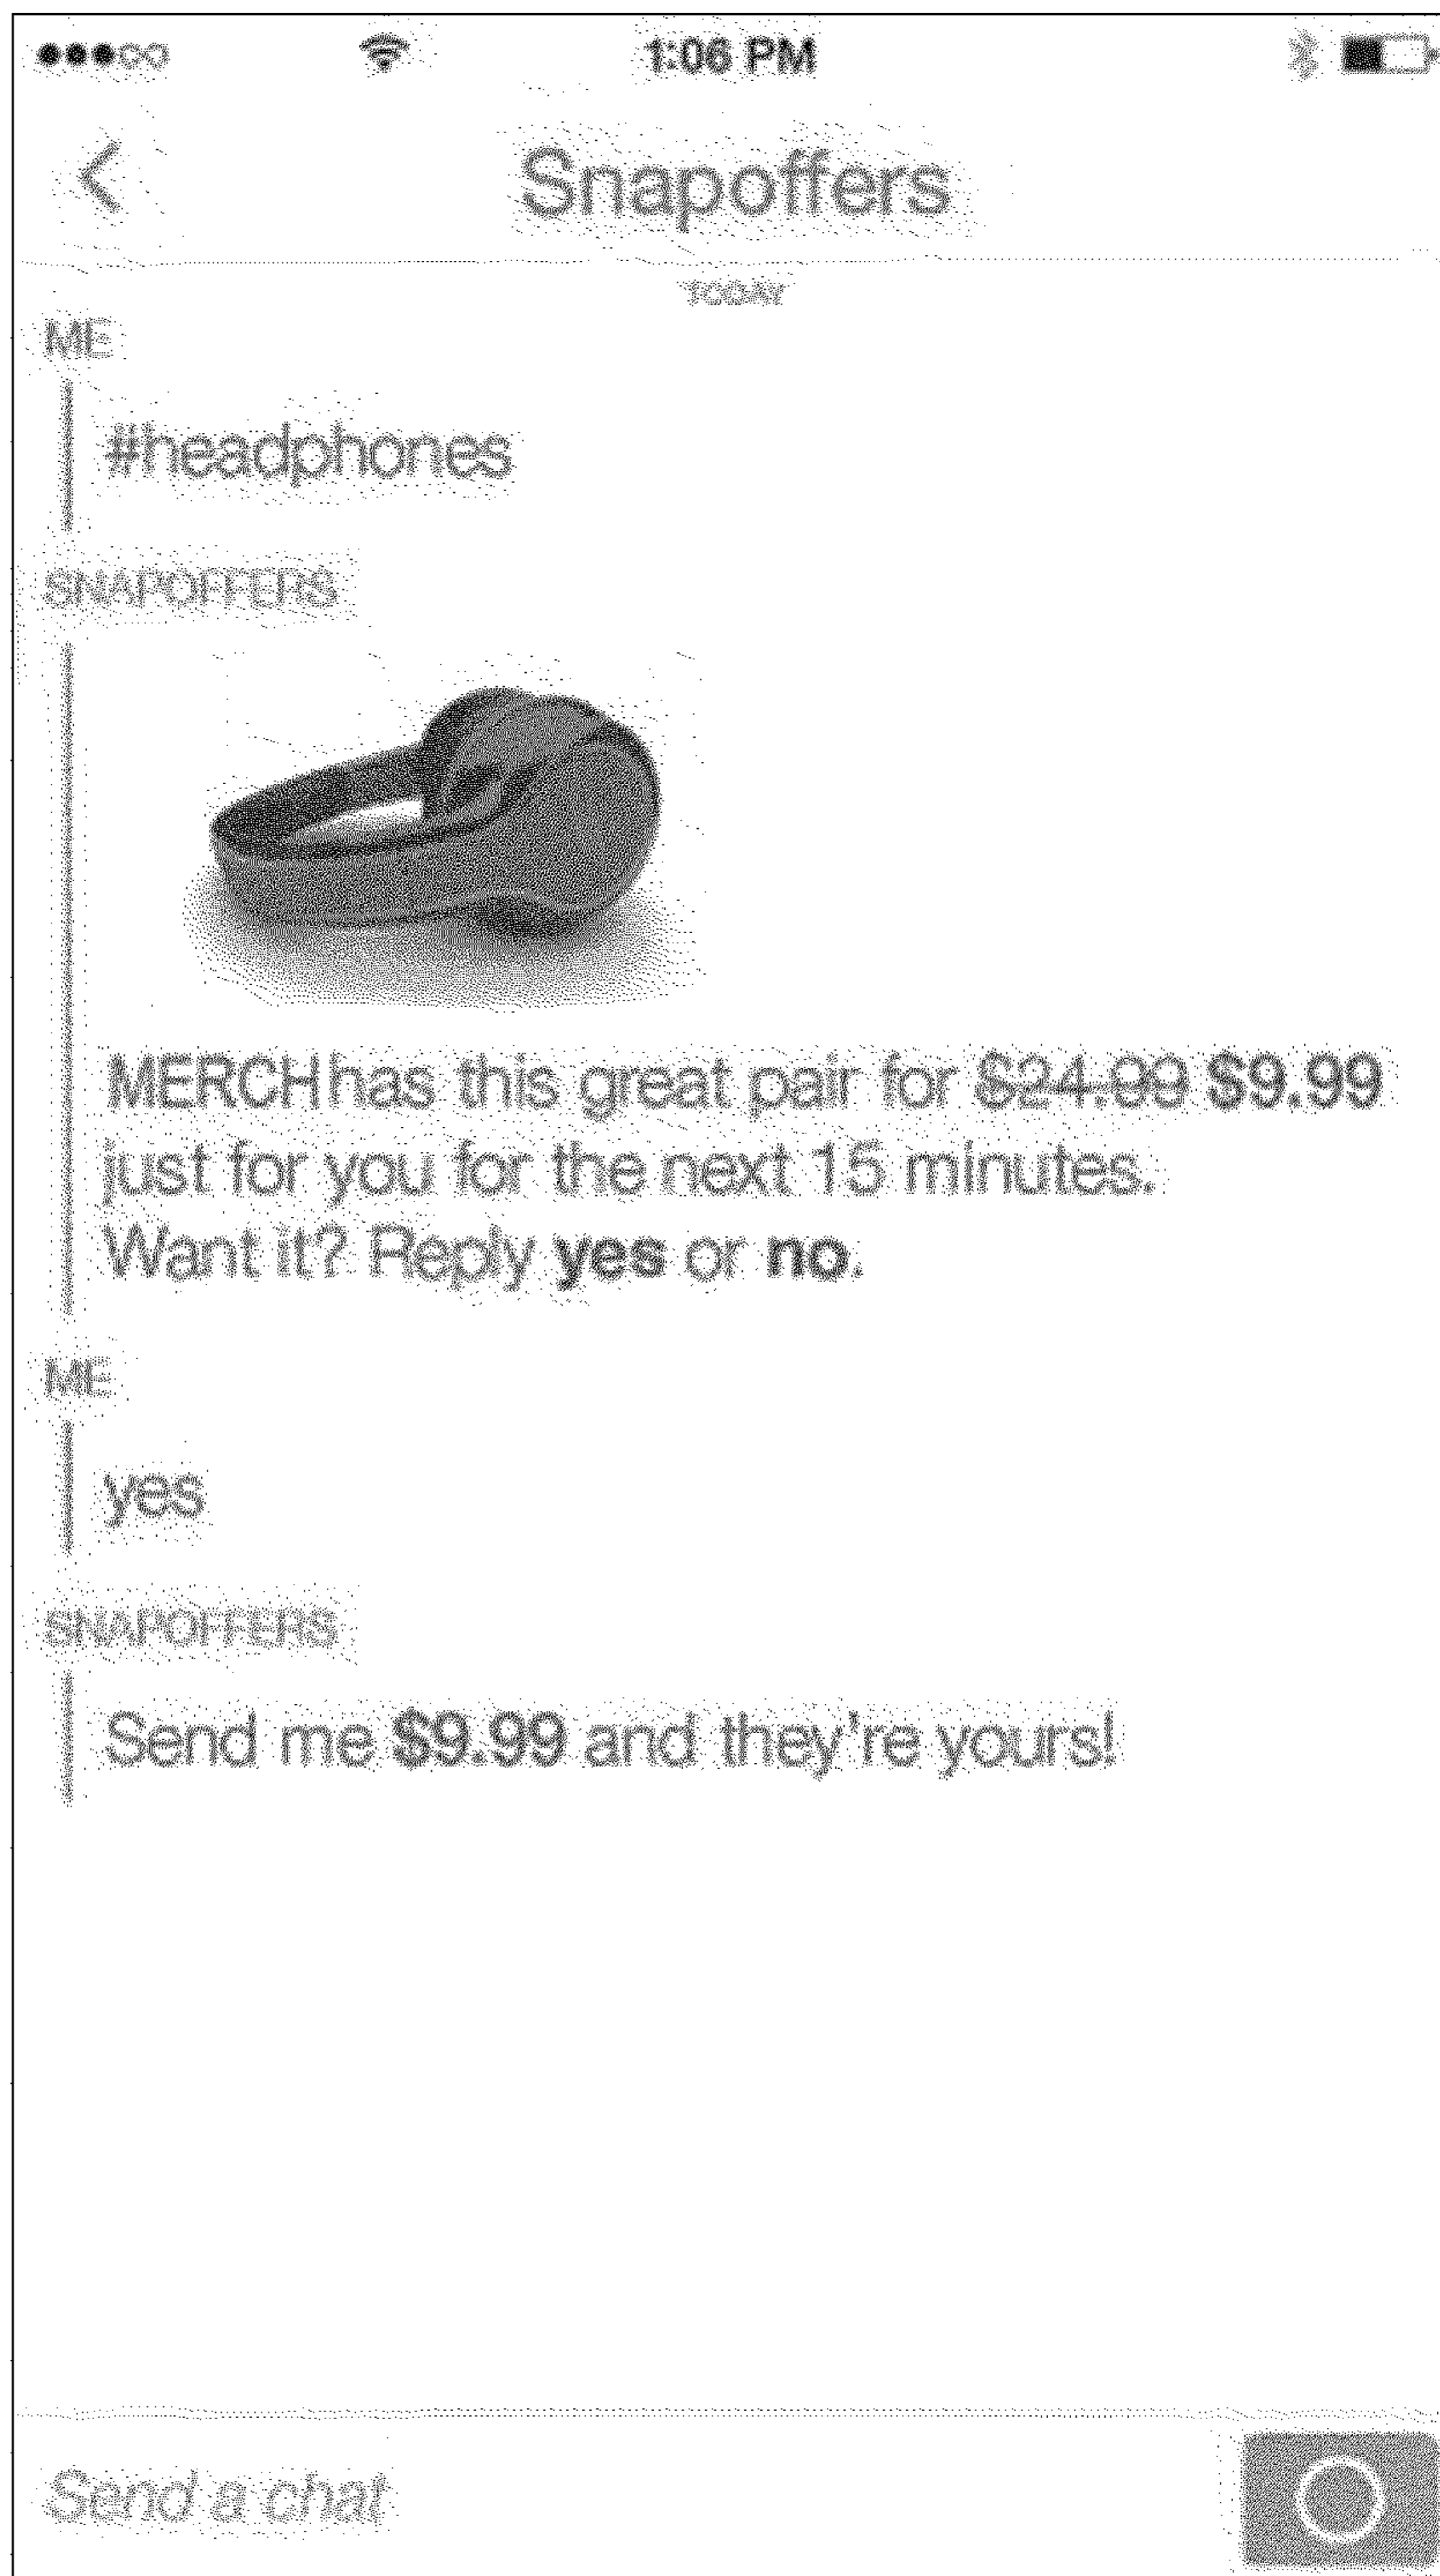 1:06 PM
Snapoffers
TODAY
ME
#headphones
SNAPOFFERS
MERCH has this great pair for $24.99 $9.99
just for you for the next 15 minutes.
Want it? Reply yes or no.
ME
yes
SNAPOFFERS
Send me $9.99 and they're yours!
Send a chat